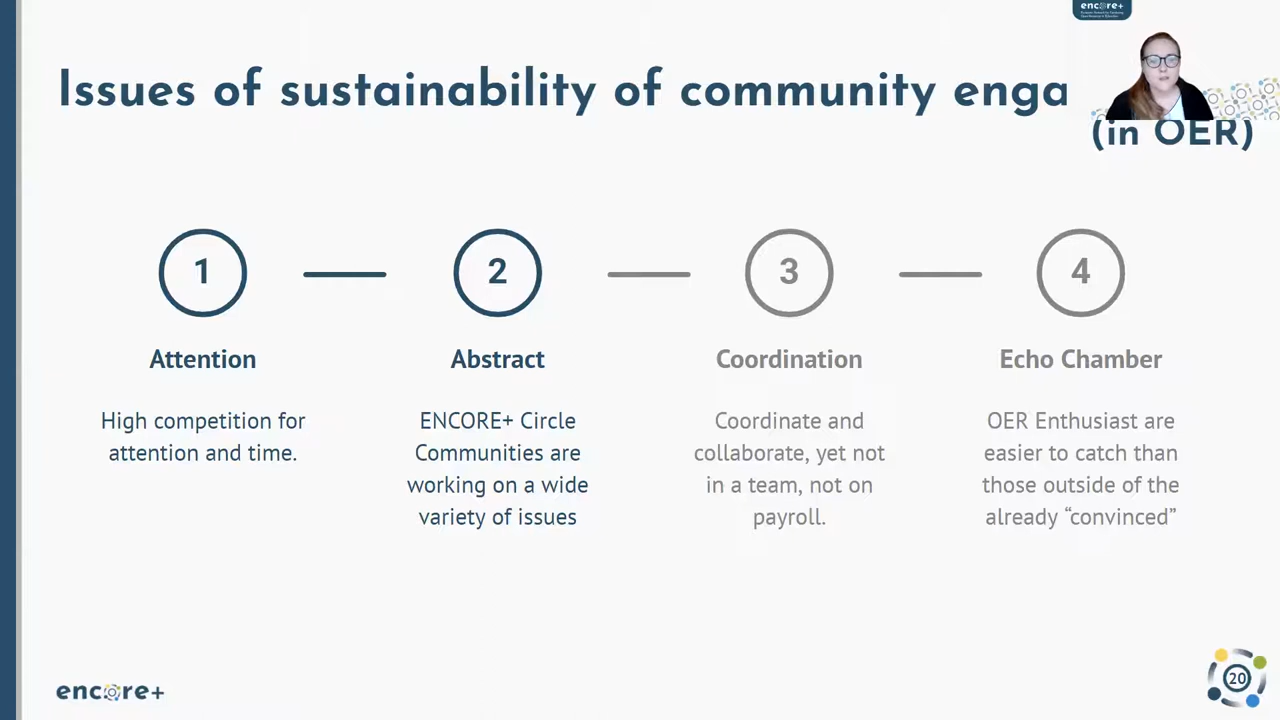 encore+
Issues of sustainability of community enga
(in OER)
1
2
3
4
Attention
Abstract
Coordination
Echo Chamber
High competition for
attention and time.
ENCORE+ Circle
Communities are
working on a wide
variety of issues
Coordinate and
collaborate, yet not
in a team, not on
payroll.
OER Enthusiast are
easier to catch than
those outside of the
already “convinced”
encore+
20